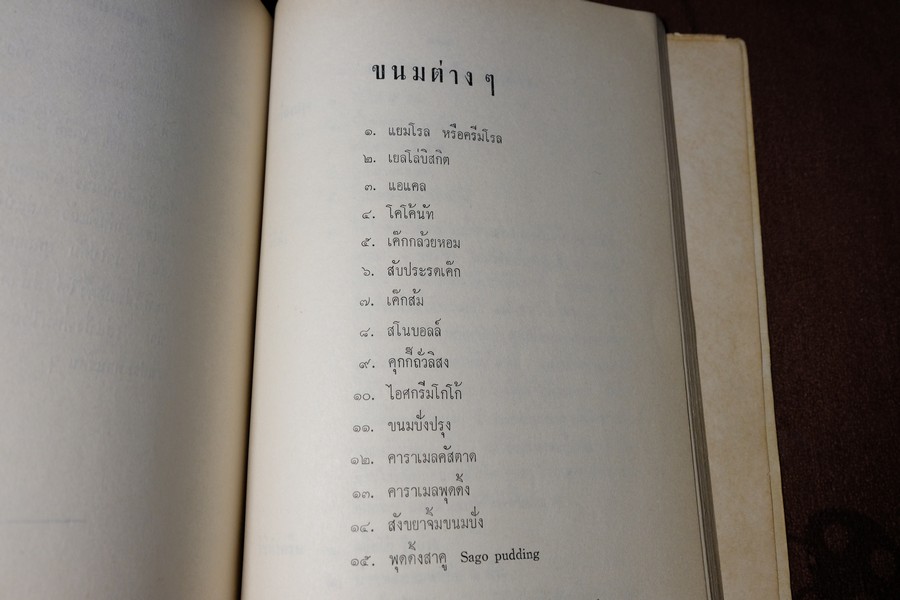 ขนมต่าง ๆ
๑. แยมโรล หรือครีมโรล
๒. เยลโล่บิสกิต
๓. แอแคล
๔. โคโค้นัท
๕. เค๊กกล้วยหอม
๖. สับประรดเค๊ก
๗. เค๊กส้ม
๘. สโนบอลล์
๙. คุกกี๊ถั่วลิสง
๑๐. ไอศกรีมโกโก้
๑๑. ขนมปั่งปรุง
๑๒. คาราเมลคัสตาด
๑๓. คาราเมลพุดดิ้ง
๑๔. สังขยาจิ้มขนมปั่ง
๑๕. พุดดิ้งสาคู Sago pudding